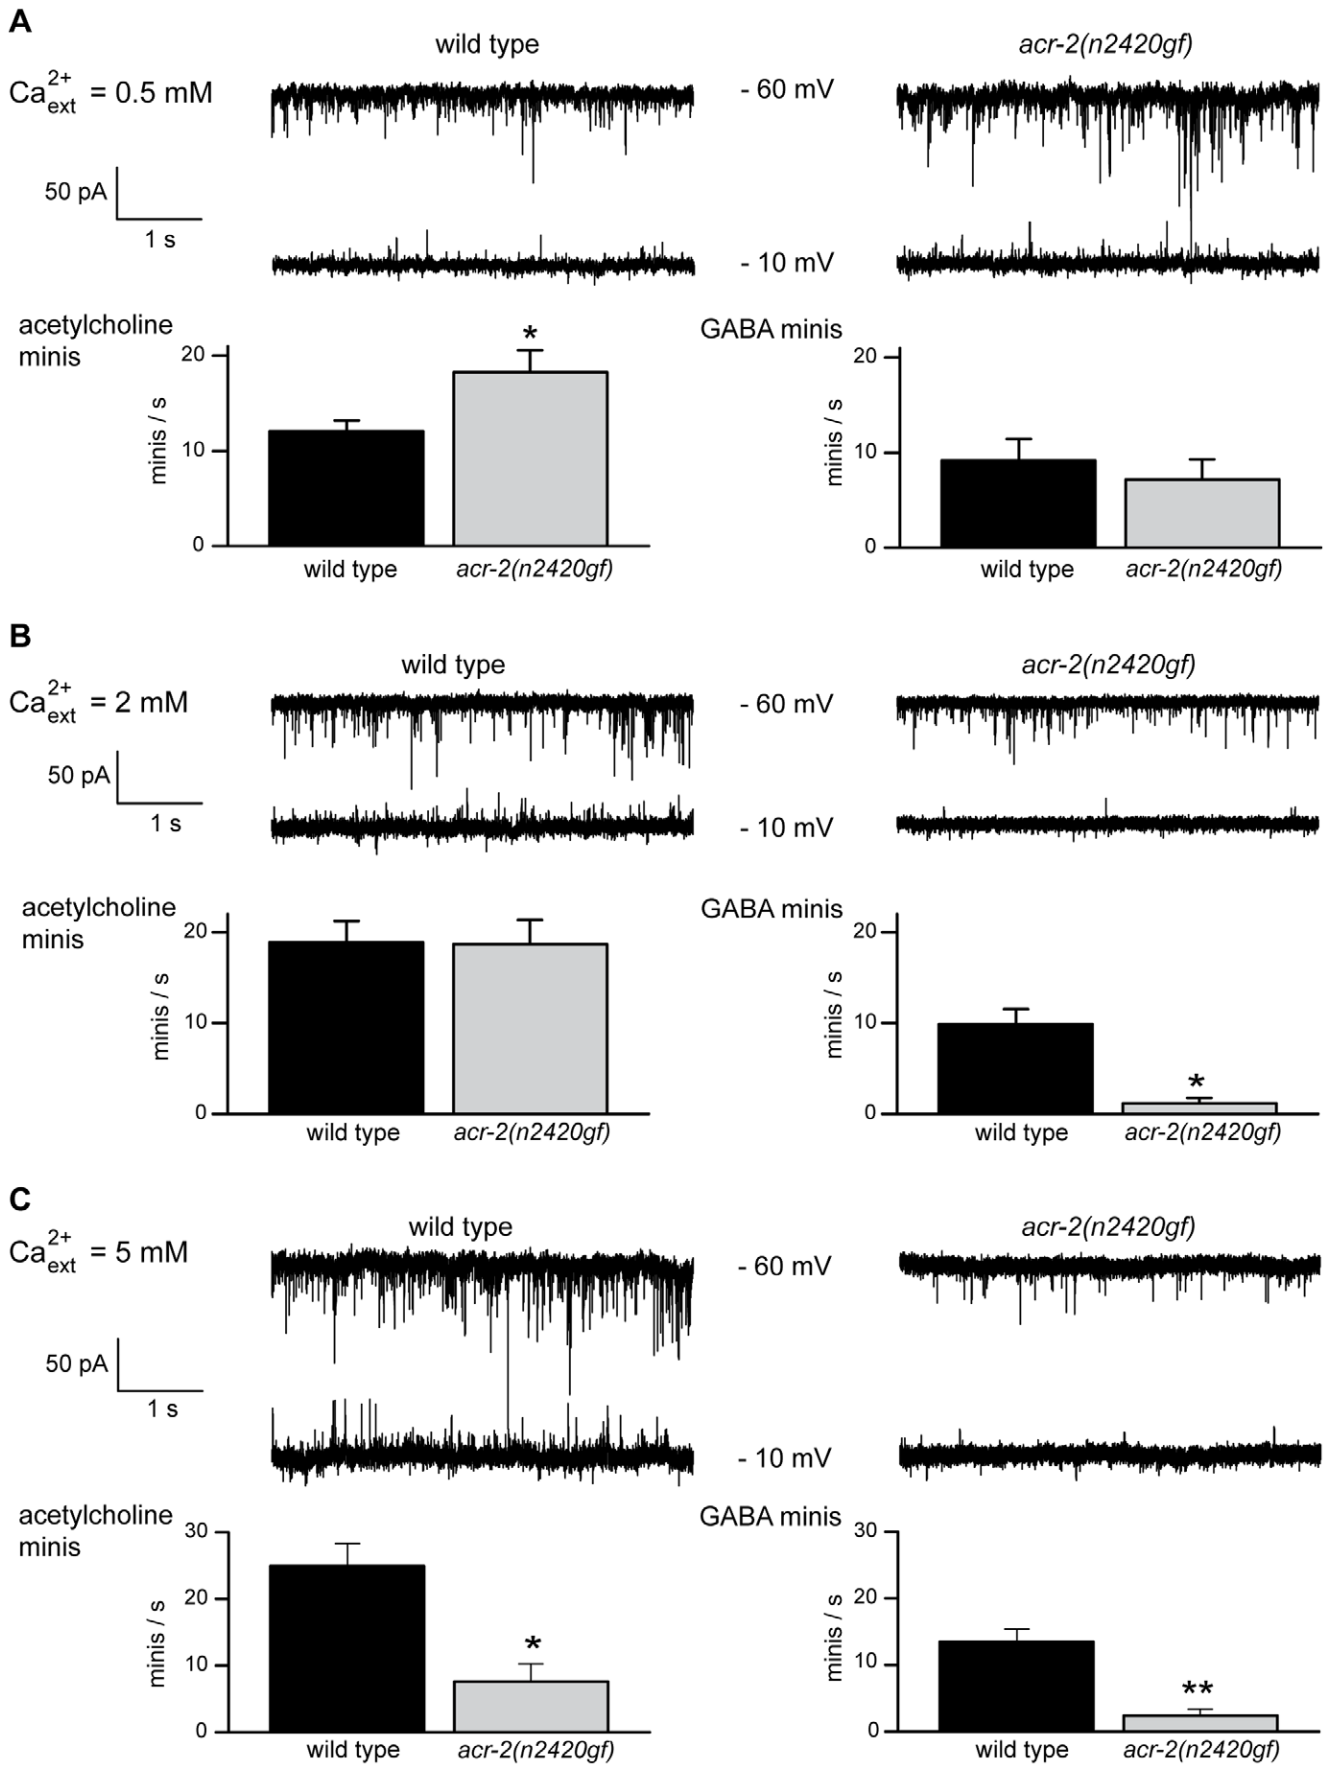 A
wild type
acr-2(n2420gf)
Ca2+ext = 0.5 mM
- 60 mV
50 pA
1 s
- 10 mV
acetylcholine
minis
*
GABA minis
20
10
0
minis / s
wild type
acr-2(n2420gf)
20
10
0
minis / s
wild type
acr-2(n2420gf)
B
wild type
acr-2(n2420gf)
Ca2+ext = 2 mM
- 60 mV
50 pA
1 s
- 10 mV
acetylcholine
minis
GABA minis
20
10
0
minis / s
wild type
acr-2(n2420gf)
20
10
0
minis / s
*
wild type
acr-2(n2420gf)
C
wild type
acr-2(n2420gf)
Ca2+ext = 5 mM
- 60 mV
50 pA
1 s
- 10 mV
acetylcholine
minis
GABA minis
30
20
10
0
minis / s
*
wild type
acr-2(n2420gf)
30
20
10
0
minis / s
**
wild type
acr-2(n2420gf)